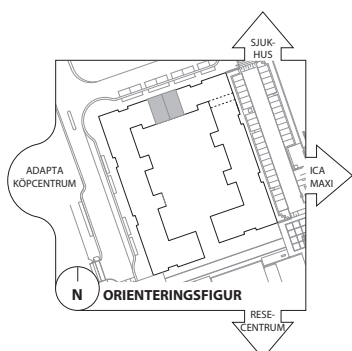 SJUK-
HUS
ADAPTA
KÖPCENTRUM
ICA
MAXI
N
ORIENTERINGSFIGUR
RESE-
CENTRUM